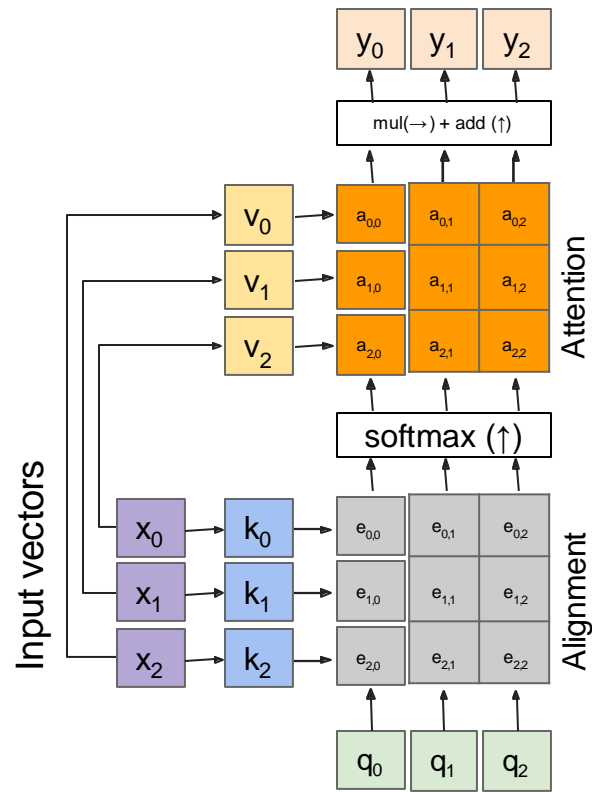 y0 y1 y2
mul(→) + add (↑)
v0 a0,0 a0,1 a0,2
v1 a1,0 a1,1 a1,2
v2 a2,0 a2,1 a2,2
Attention
softmax (↑)
Input vectors
x0 k0 e0,0 e0,1 e0,2
x1 k1 e1,0 e1,1 e1,2
x2 k2 e2,0 e2,1 e2,2
Alignment
q0 q1 q2